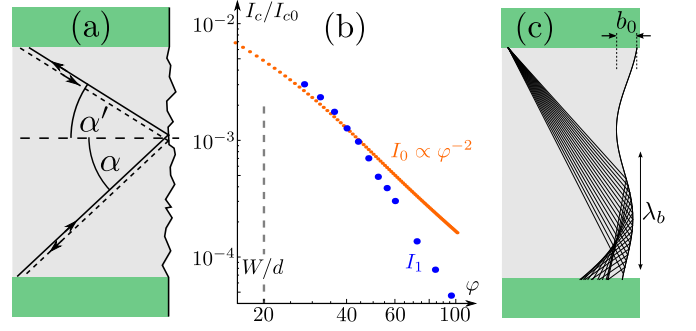 (a)
α′
α
I_c/I_{c0}
(b)
10^{−2}
10^{−3}
10^{−4}
I_0 ∝ φ^{−2}
I_1
W/d
φ
20
40
60
100
(c)
b_0
λ_b